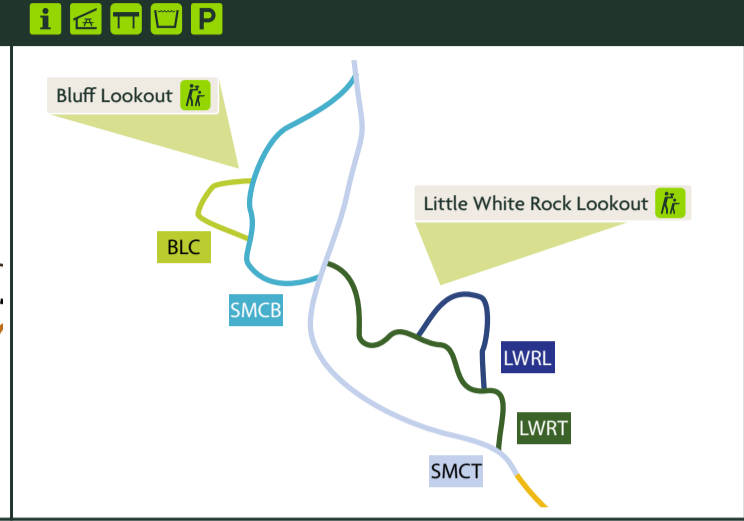 i P
Bluff Lookout
Little White Rock Lookout
BLC
SMCB
LWRL
LWRT
SMCT